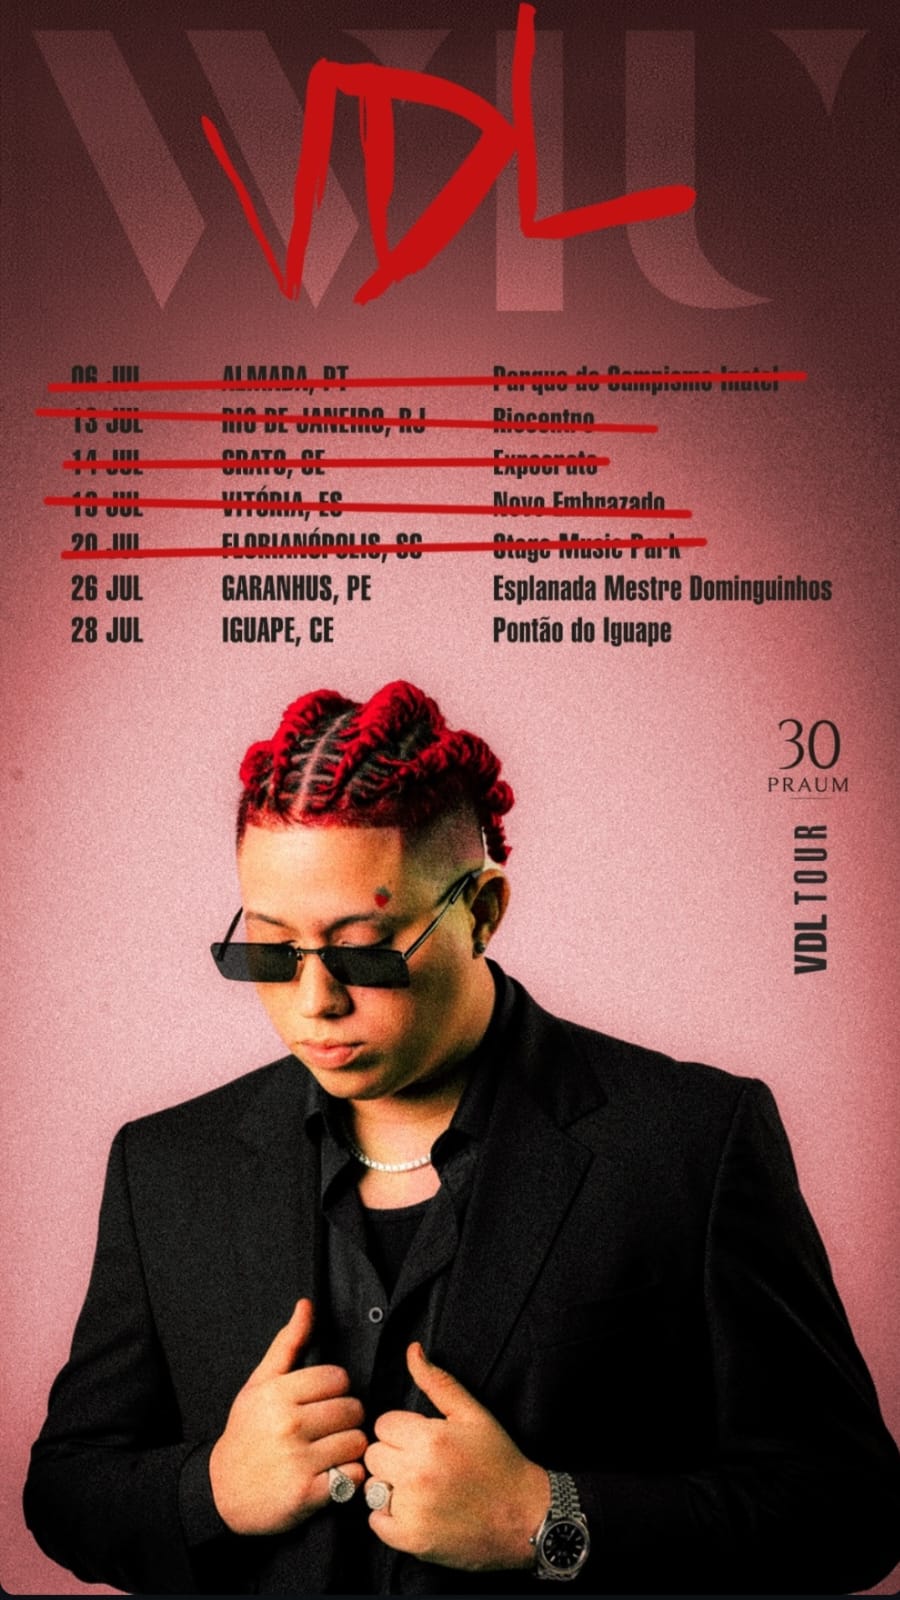 WIU
VDL
06 JUL ALMADA, PT Parque de Campismo Inatel
13 JUL RIO DE JANEIRO, RJ Riocentro
14 JUL CRATO, CE Expocrato
19 JUL VITÓRIA, ES Novo Embrazado
20 JUL FLORIANÓPOLIS, SC Stage Music Park
26 JUL GARANHUS, PE Esplanada Mestre Dominguinhos
28 JUL IGUAPE, CE Pontão do Iguape
30
PRAUM
VDL TOUR